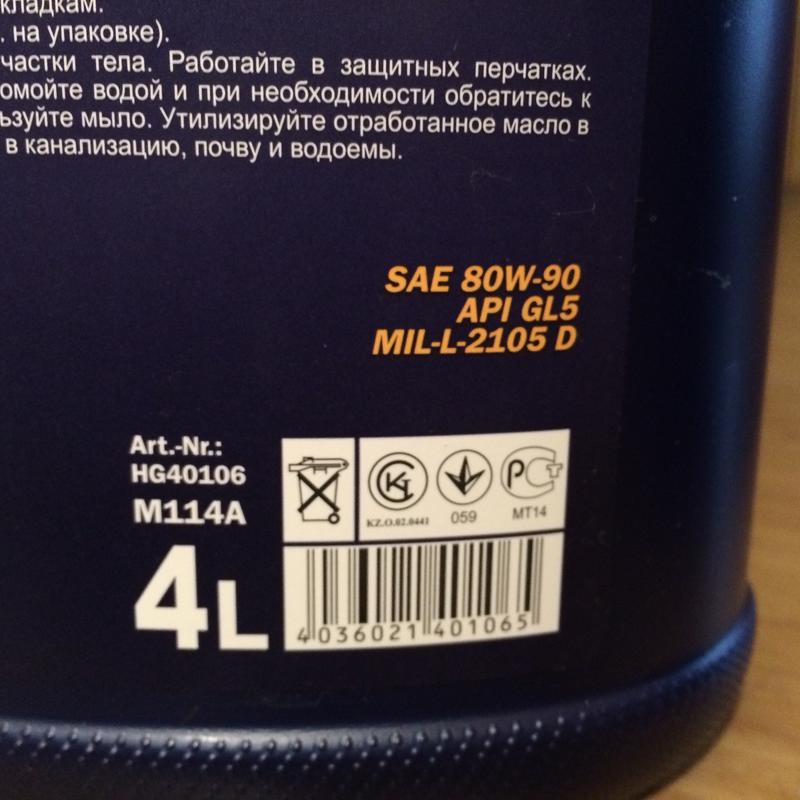 кладкам.
. на упаковке).
частки тела. Работайте в защитных перчатках.
омойте водой и при необходимости обратитесь к
ьзуйте мыло. Утилизируйте отработанное масло в
в канализацию, почву и водоемы.
SAE 80W-90
API GL5
MIL-L-2105 D
Art.-Nr.:
HG40106
M114A
4L
KZ.O.02.0441
059
РСТ
МТ14
4036021401065